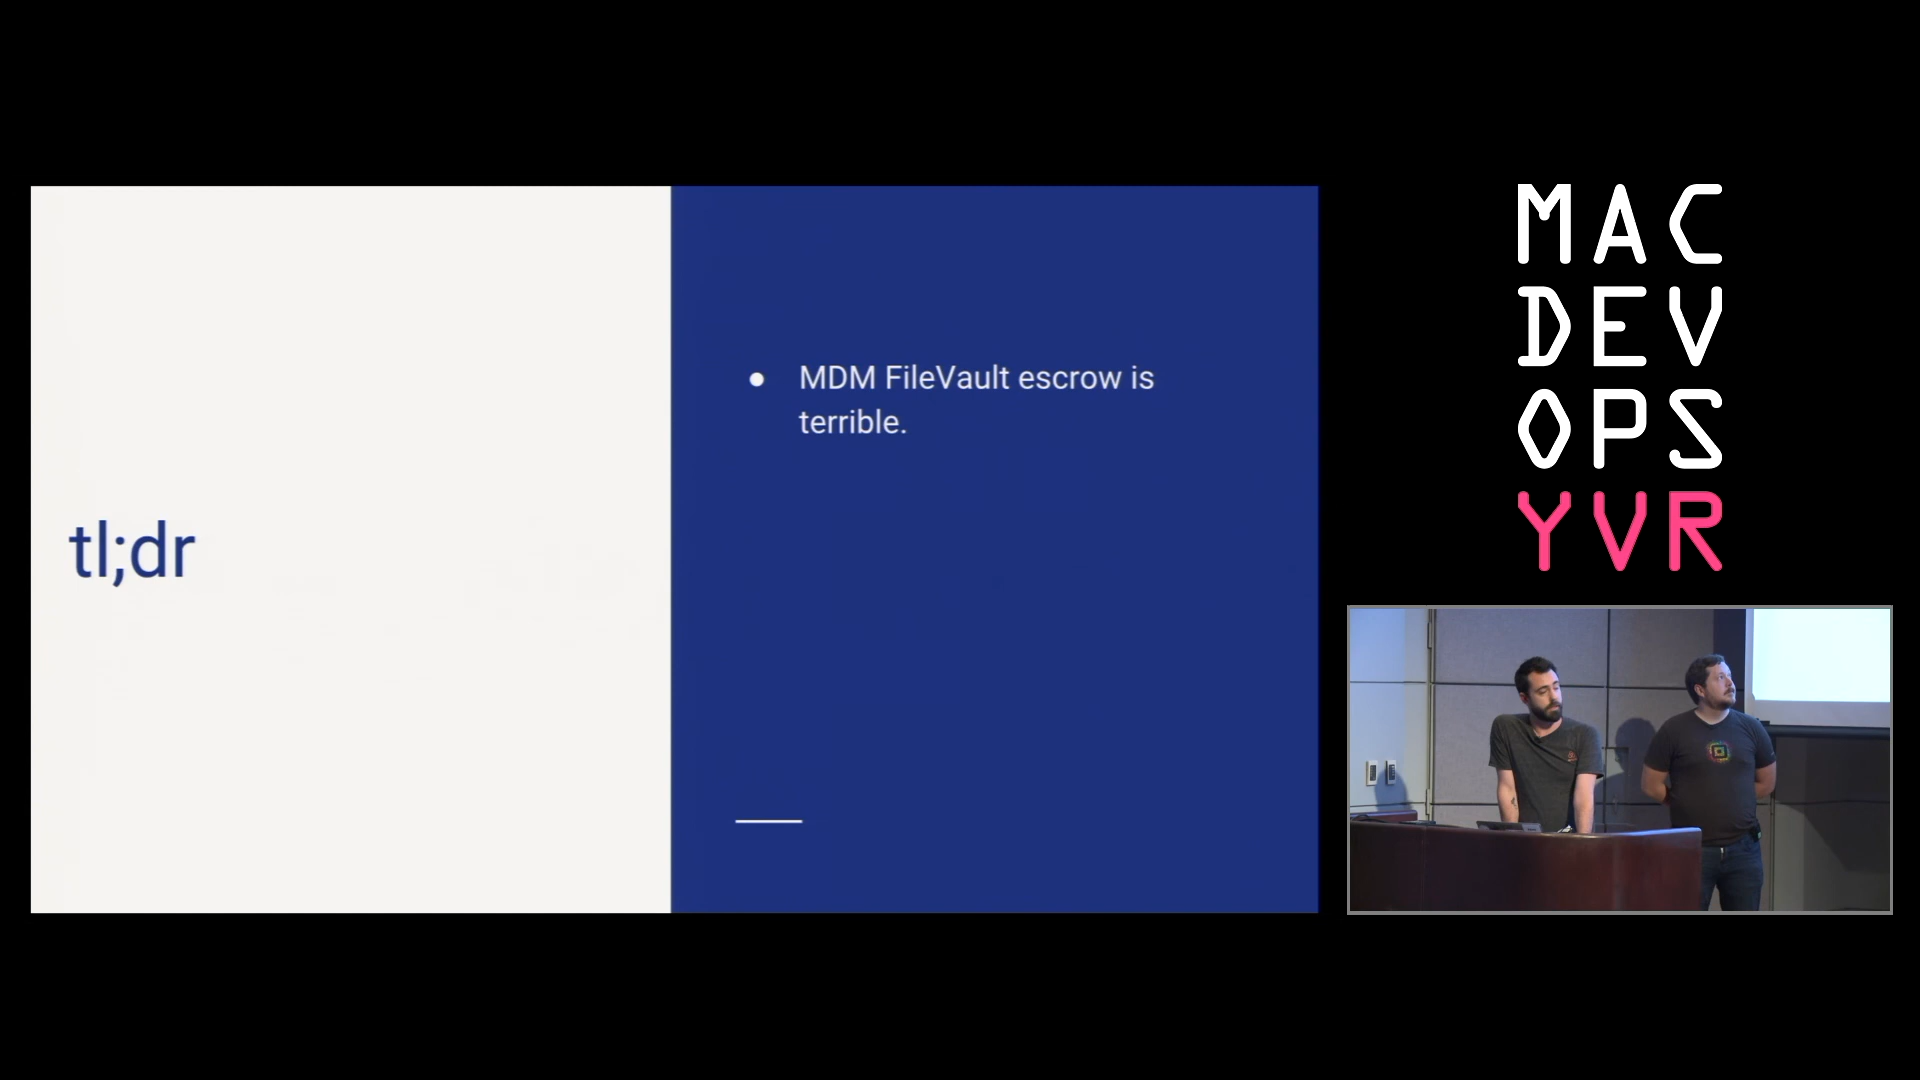 tl;dr
● MDM FileVault escrow is
terrible.
MAC
DEV
OPS
YVR